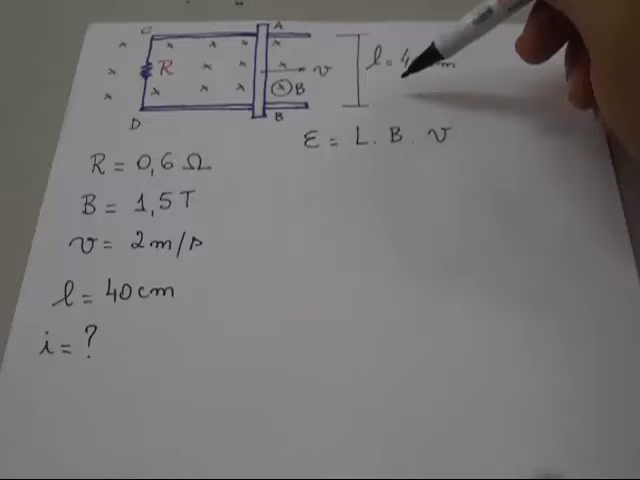 C A
R v l = 4 m
B
D B
ε = L . B . v
R = 0,6 Ω
B = 1,5 T
v = 2 m/s
l = 40 cm
i = ?